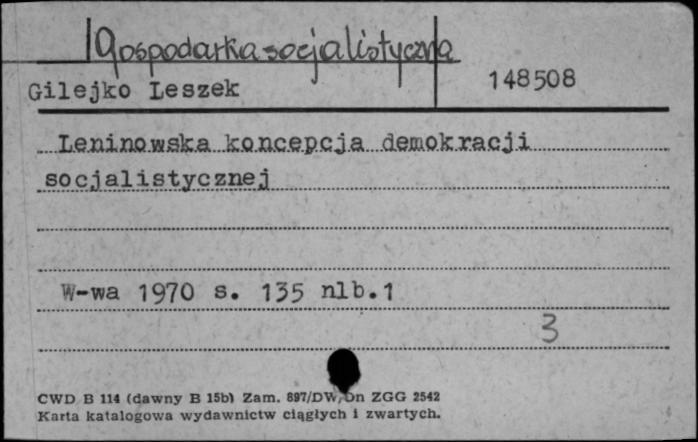 Gospodarka socjalistyczna
Gilejko Leszek 148508
Leninowska koncepcja demokracji
socjalistycznej
W-wa 1970 s. 135 nlb.1
3
CWD B 114 (dawny B 15b) Zam. 897/DW/Dn ZGG 2542
Karta katalogowa wydawnictw ciągłych i zwartych.